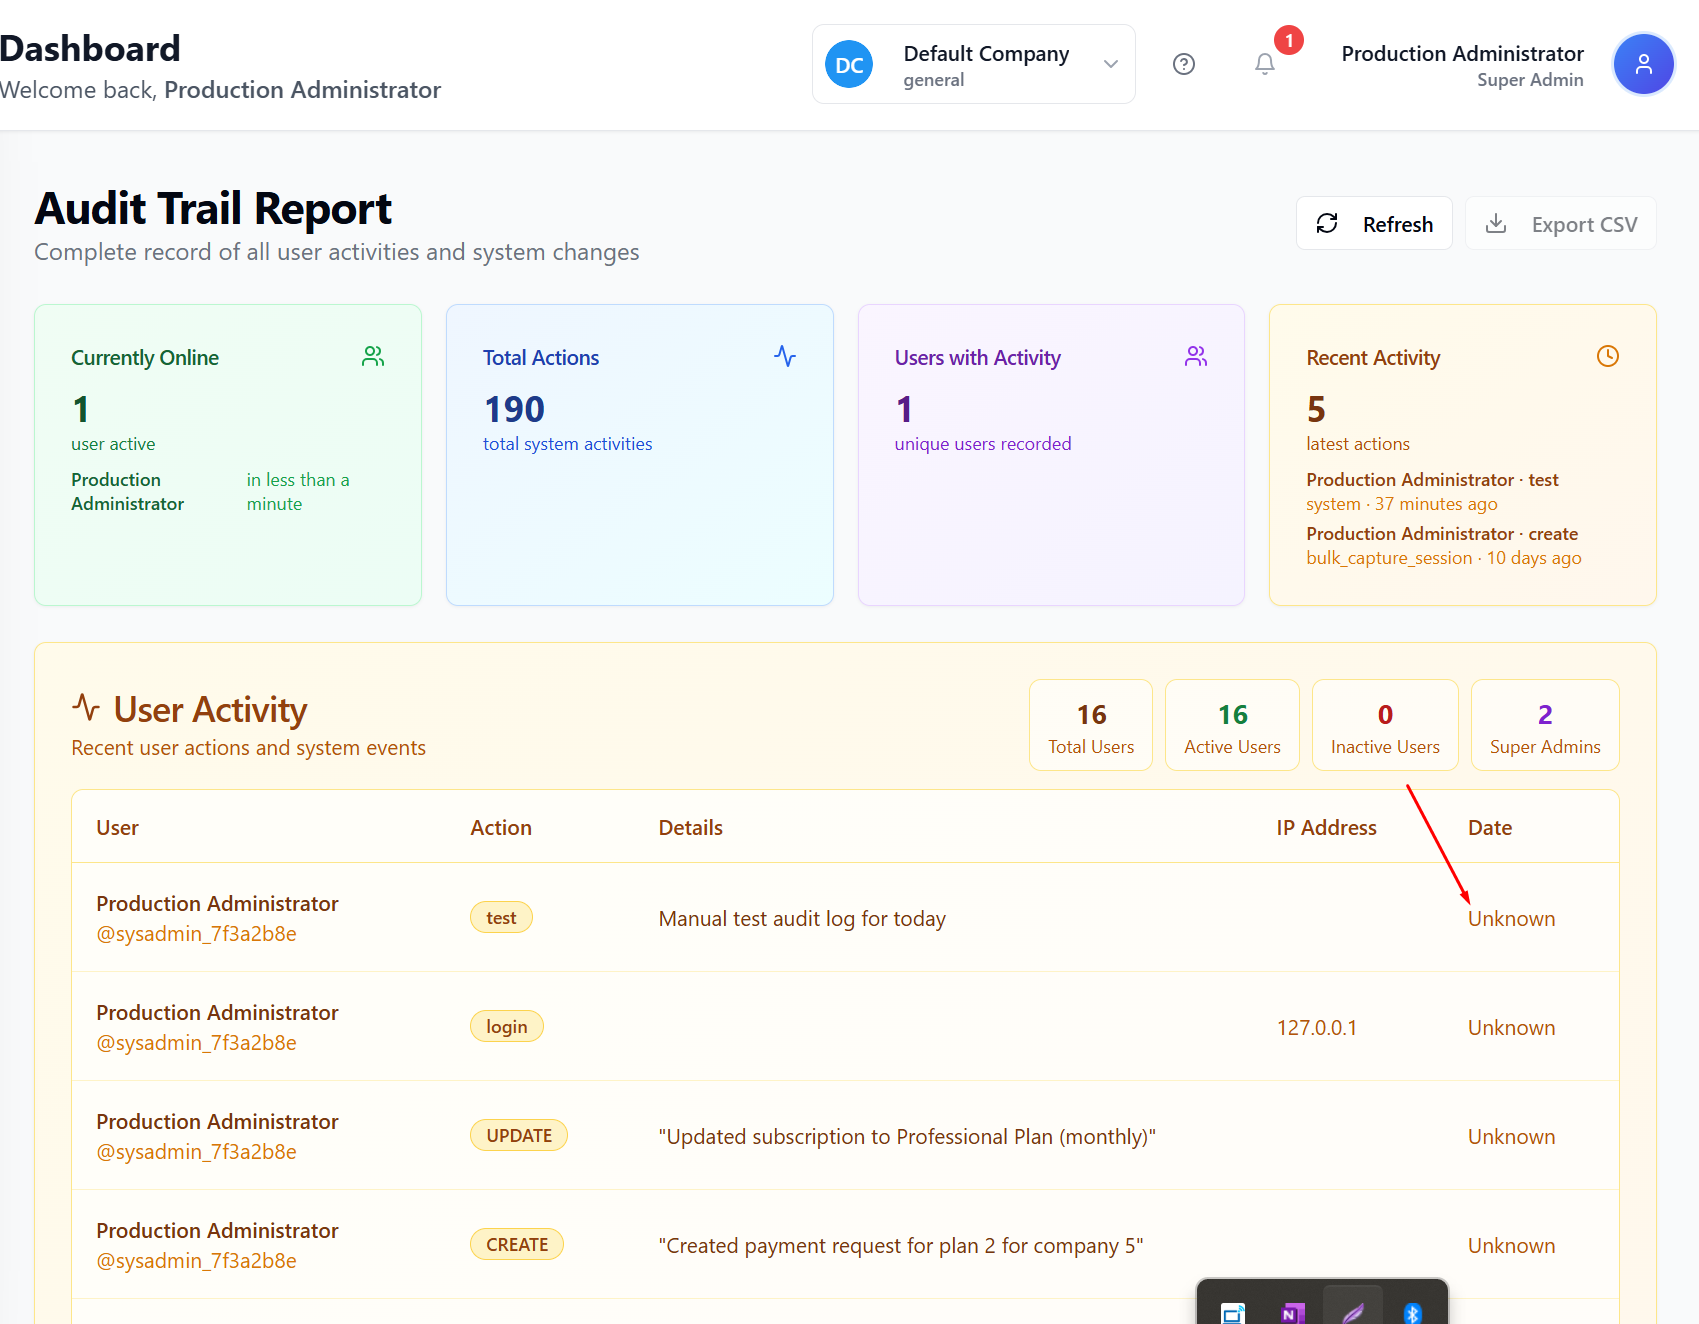 Dashboard
Welcome back, Production Administrator
DC
Default Company
general
1
Production Administrator
Super Admin
Audit Trail Report
Complete record of all user activities and system changes
Refresh
Export CSV
Currently Online
1
user active
Production Administrator
in less than a minute
Total Actions
190
total system activities
Users with Activity
1
unique users recorded
Recent Activity
5
latest actions
Production Administrator · test
system · 37 minutes ago
Production Administrator · create
bulk_capture_session · 10 days ago
User Activity
Recent user actions and system events
16
Total Users
16
Active Users
0
Inactive Users
2
Super Admins
User Action Details IP Address Date
Production Administrator
@sysadmin_7f3a2b8e
test
Manual test audit log for today
Unknown
Production Administrator
@sysadmin_7f3a2b8e
login
127.0.0.1
Unknown
Production Administrator
@sysadmin_7f3a2b8e
UPDATE
"Updated subscription to Professional Plan (monthly)"
Unknown
Production Administrator
@sysadmin_7f3a2b8e
CREATE
"Created payment request for plan 2 for company 5"
Unknown
N